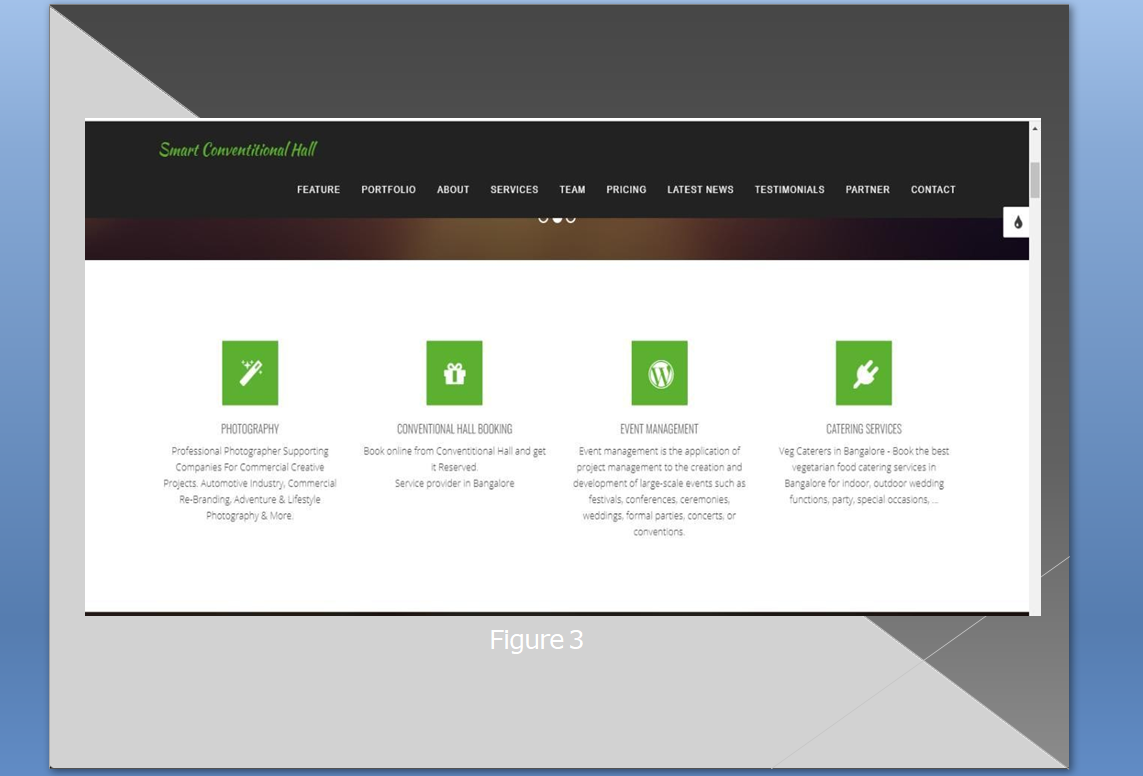 Smart Conventitional Hall
FEATURE PORTFOLIO ABOUT SERVICES TEAM PRICING LATEST NEWS TESTIMONIALS PARTNER CONTACT
PHOTOGRAPHY
Professional Photographer Supporting
Companies For Commercial Creative
Projects. Automotive Industry, Commercial
Re-Branding, Adventure & Lifestyle
Photography & More.
CONVENTIONAL HALL BOOKING
Book online from Conventitional Hall and get
it Reserved.
Service provider in Bangalore
EVENT MANAGEMENT
Event management is the application of
project management to the creation and
development of large-scale events such as
festivals, conferences, ceremonies,
weddings, formal parties, concerts, or
conventions.
CATERING SERVICES
Veg Caterers in Bangalore - Book the best
vegetarian food catering services in
Bangalore for indoor, outdoor wedding
functions, party, special occasions, ...
Figure 3